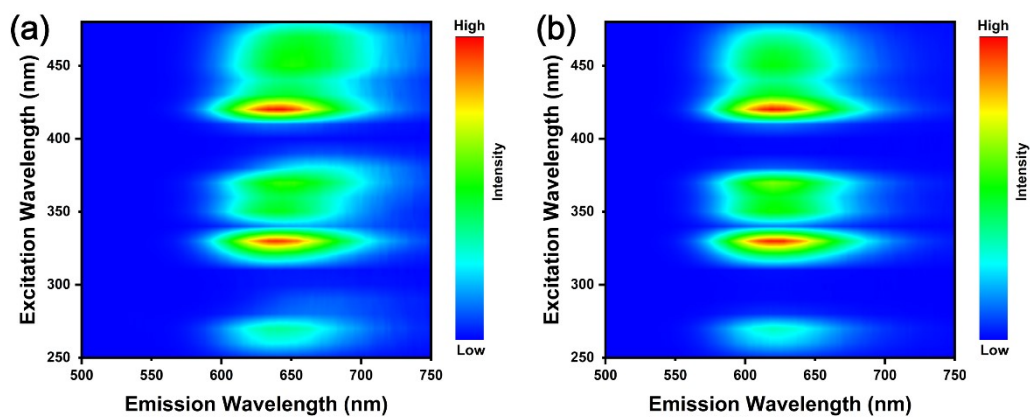 (a)
Excitation Wavelength (nm)
450
400
350
300
250
500
550
600
650
700
750
Emission Wavelength (nm)
High
Intensity
Low
(b)
Excitation Wavelength (nm)
450
400
350
300
250
500
550
600
650
700
750
Emission Wavelength (nm)
High
Intensity
Low